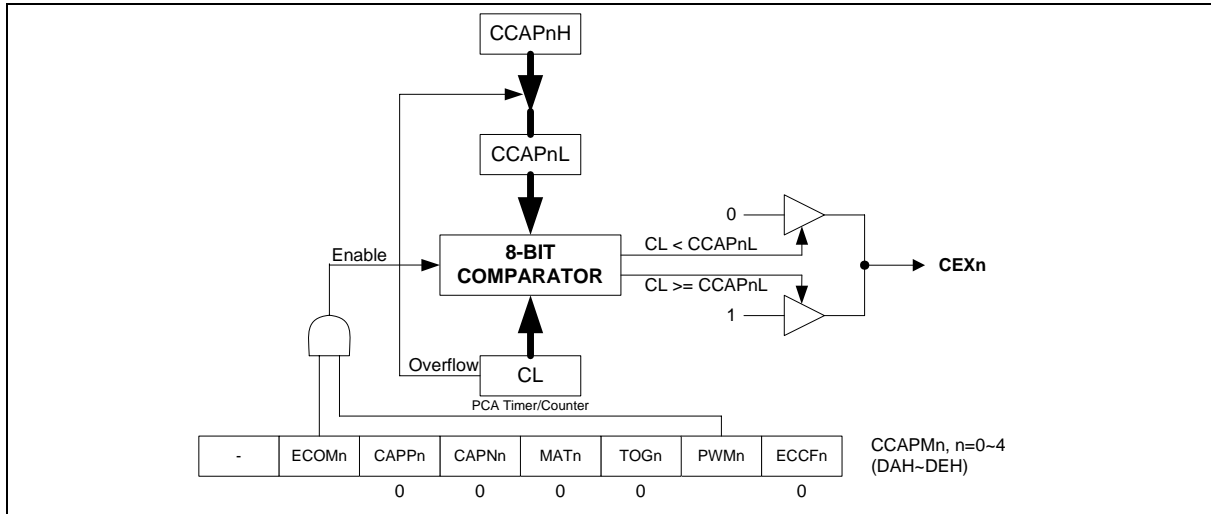 CCAPnH
CCAPnL
0
CL < CCAPnL
Enable
8-BIT
COMPARATOR
CEXn
CL >= CCAPnL
1
Overflow
CL
PCA Timer/Counter
- ECOMn CAPPn CAPNn MATn TOGn PWMn ECCFn
CCAPMn, n=0~4
(DAH~DEH)
0 0 0 0 0